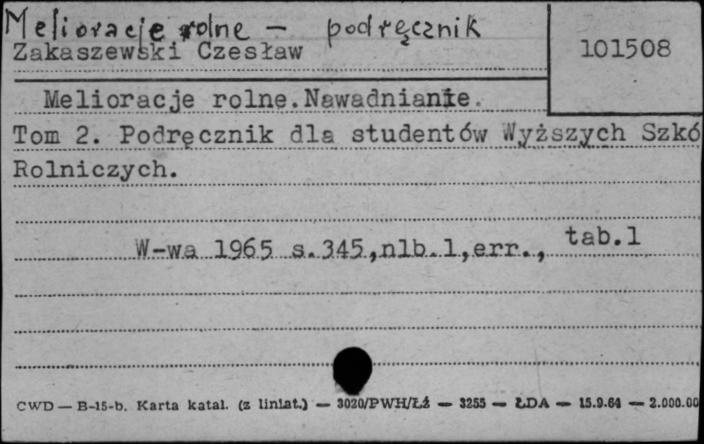 Melioracje rolne - podręcznik
Zakaszewski Czesław
101508
Melioracje rolne.Nawadnianie.
Tom 2. Podręcznik dla studentów Wyższych Szkó
Rolniczych.
W-wa 1965 s.345,nlb.1,err., tab.1
CWD — B-15-b. Karta katal. (z liniat.) — 3020/PWH/Łż — 3255 — ŁDA — 15.9.64 — 2.000.00